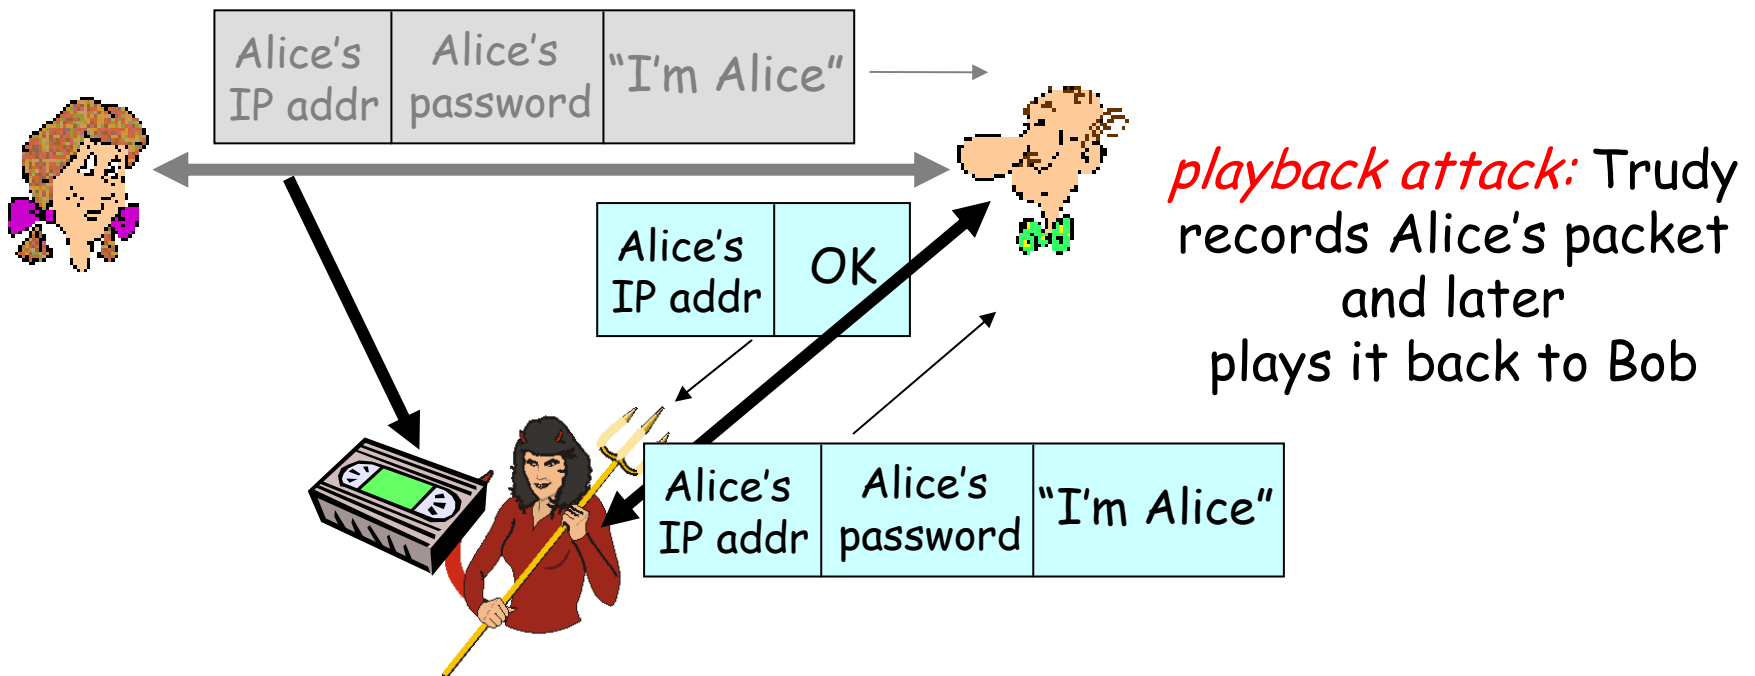 Alice’s
IP addr
Alice’s
password
“I’m Alice”
playback attack: Trudy
records Alice’s packet
and later
plays it back to Bob
Alice’s
IP addr
OK
Alice’s
IP addr
Alice’s
password
“I’m Alice”